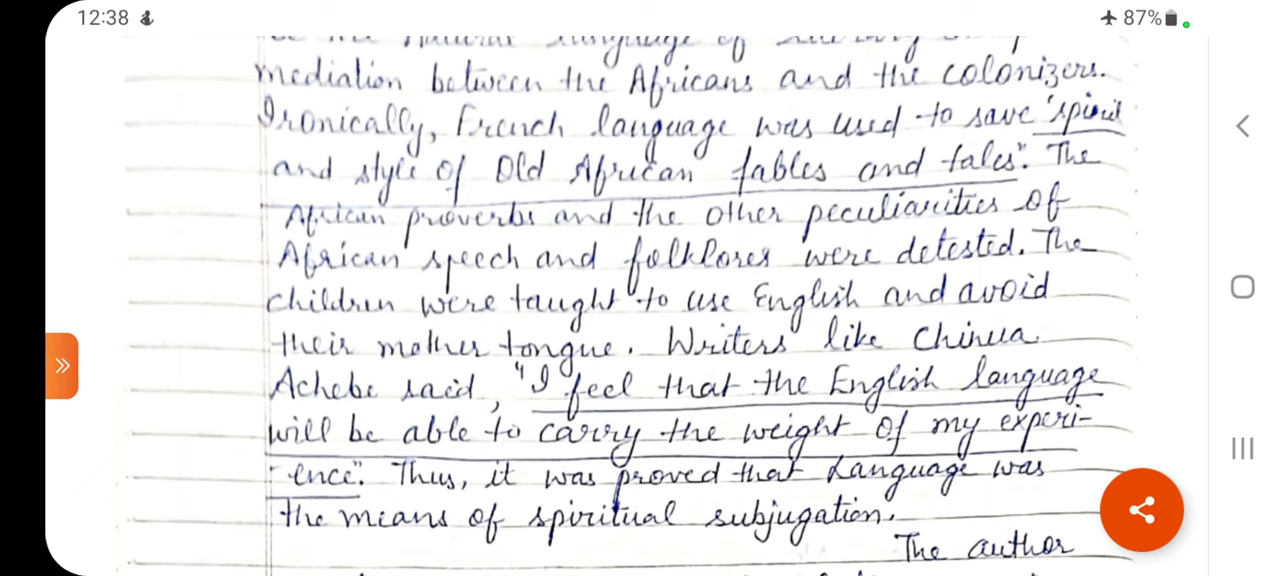 12:38
87%
language of
mediation between the Africans and the colonizers.
Ironically, French language was used to save 'spirit
and style of Old African fables and tales". The
African proverbs and the other peculiarities of
African speech and folklores were detested. The
children were taught to use English and avoid
their mother tongue. Writers like Chinua
Achebe said, "I feel that the English language
will be able to carry the weight of my experi-
-ence". Thus, it was proved that Language was
the means of spiritual subjugation.
The author